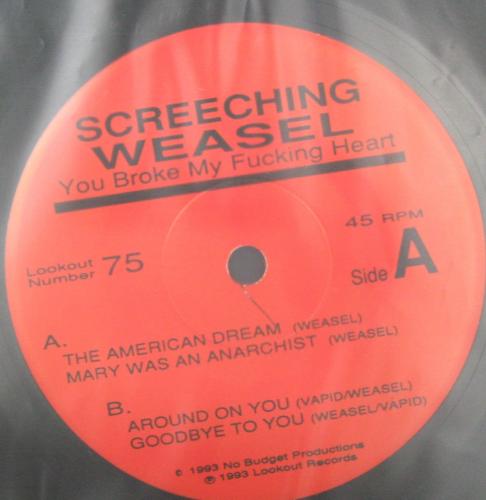 SCREECHING
WEASEL
You Broke My Fucking Heart
45 RPM
Lookout
Number 75
Side A
A.
THE AMERICAN DREAM (WEASEL)
MARY WAS AN ANARCHIST (WEASEL)
B.
AROUND ON YOU (VAPID/WEASEL)
GOODBYE TO YOU (WEASEL/VAPID)
© 1993 No Budget Productions
℗ 1993 Lookout Records